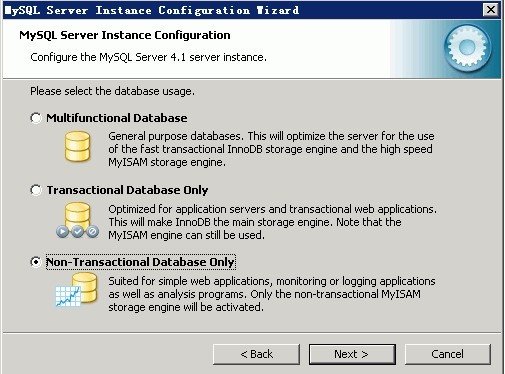 MySQL Server Instance Configuration Wizard
MySQL Server Instance Configuration
Configure the MySQL Server 4.1 server instance.
Please select the database usage.
Multifunctional Database
General purpose databases. This will optimize the server for the use
of the fast transactional InnoDB storage engine and the high speed
MyISAM storage engine.
Transactional Database Only
Optimized for application servers and transactional web applications.
This will make InnoDB the main storage engine. Note that the
MyISAM engine can still be used.
Non-Transactional Database Only
Suited for simple web applications, monitoring or logging applications
as well as analysis programs. Only the non-transactional MyISAM
storage engine will be activated.
< Back
Next >
Cancel